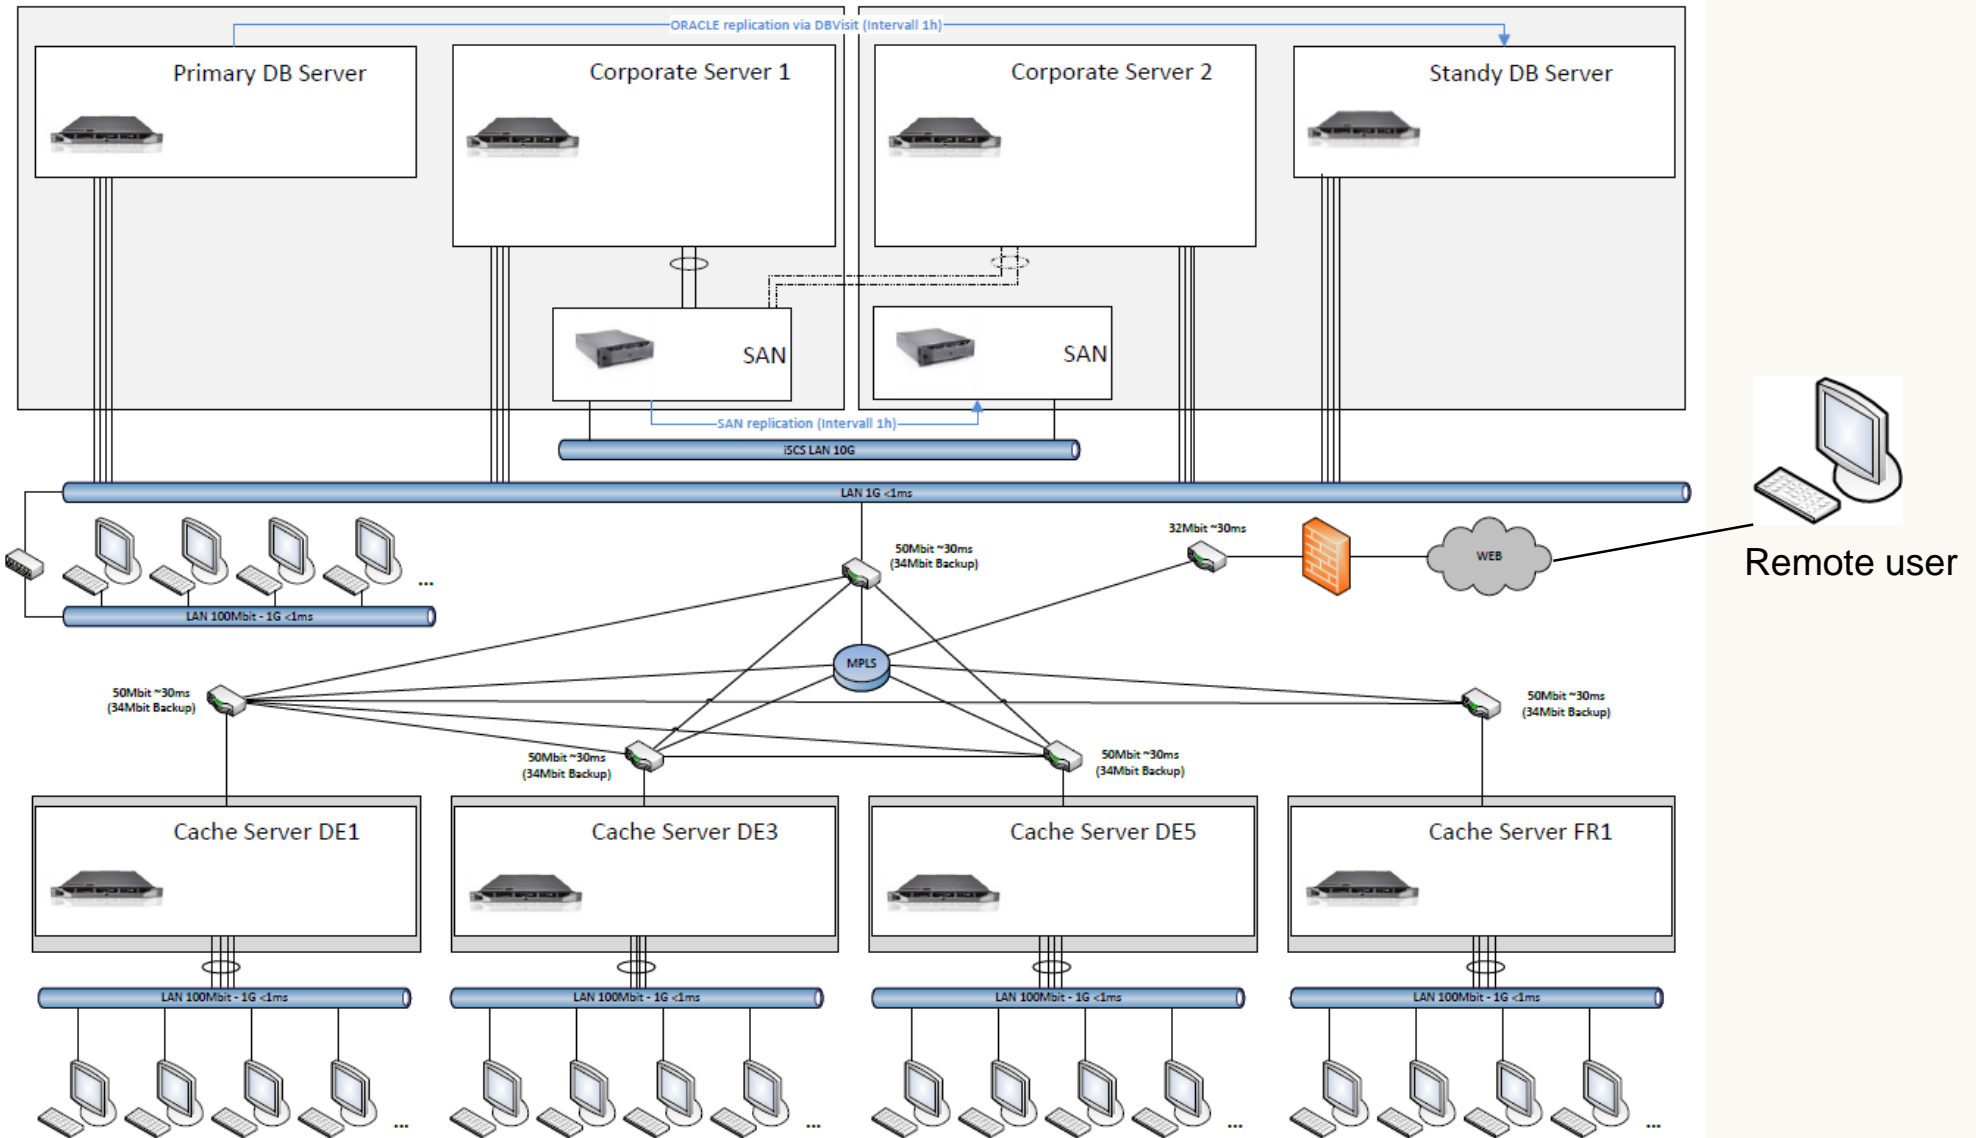 ORACLE replication via DBVisit (Intervall 1h)
Primary DB Server
Corporate Server 1
Corporate Server 2
Standy DB Server
SAN
SAN
SAN replication (Intervall 1h)
iSCS LAN 10G
LAN 1G <1ms
...
LAN 100Mbit - 1G <1ms
50Mbit ~30ms
(34Mbit Backup)
32Mbit ~30ms
WEB
Remote user
MPLS
50Mbit ~30ms
(34Mbit Backup)
50Mbit ~30ms
(34Mbit Backup)
50Mbit ~30ms
(34Mbit Backup)
50Mbit ~30ms
(34Mbit Backup)
Cache Server DE1
Cache Server DE3
Cache Server DE5
Cache Server FR1
LAN 100Mbit - 1G <1ms
LAN 100Mbit - 1G <1ms
LAN 100Mbit - 1G <1ms
LAN 100Mbit - 1G <1ms
...
...
...
...